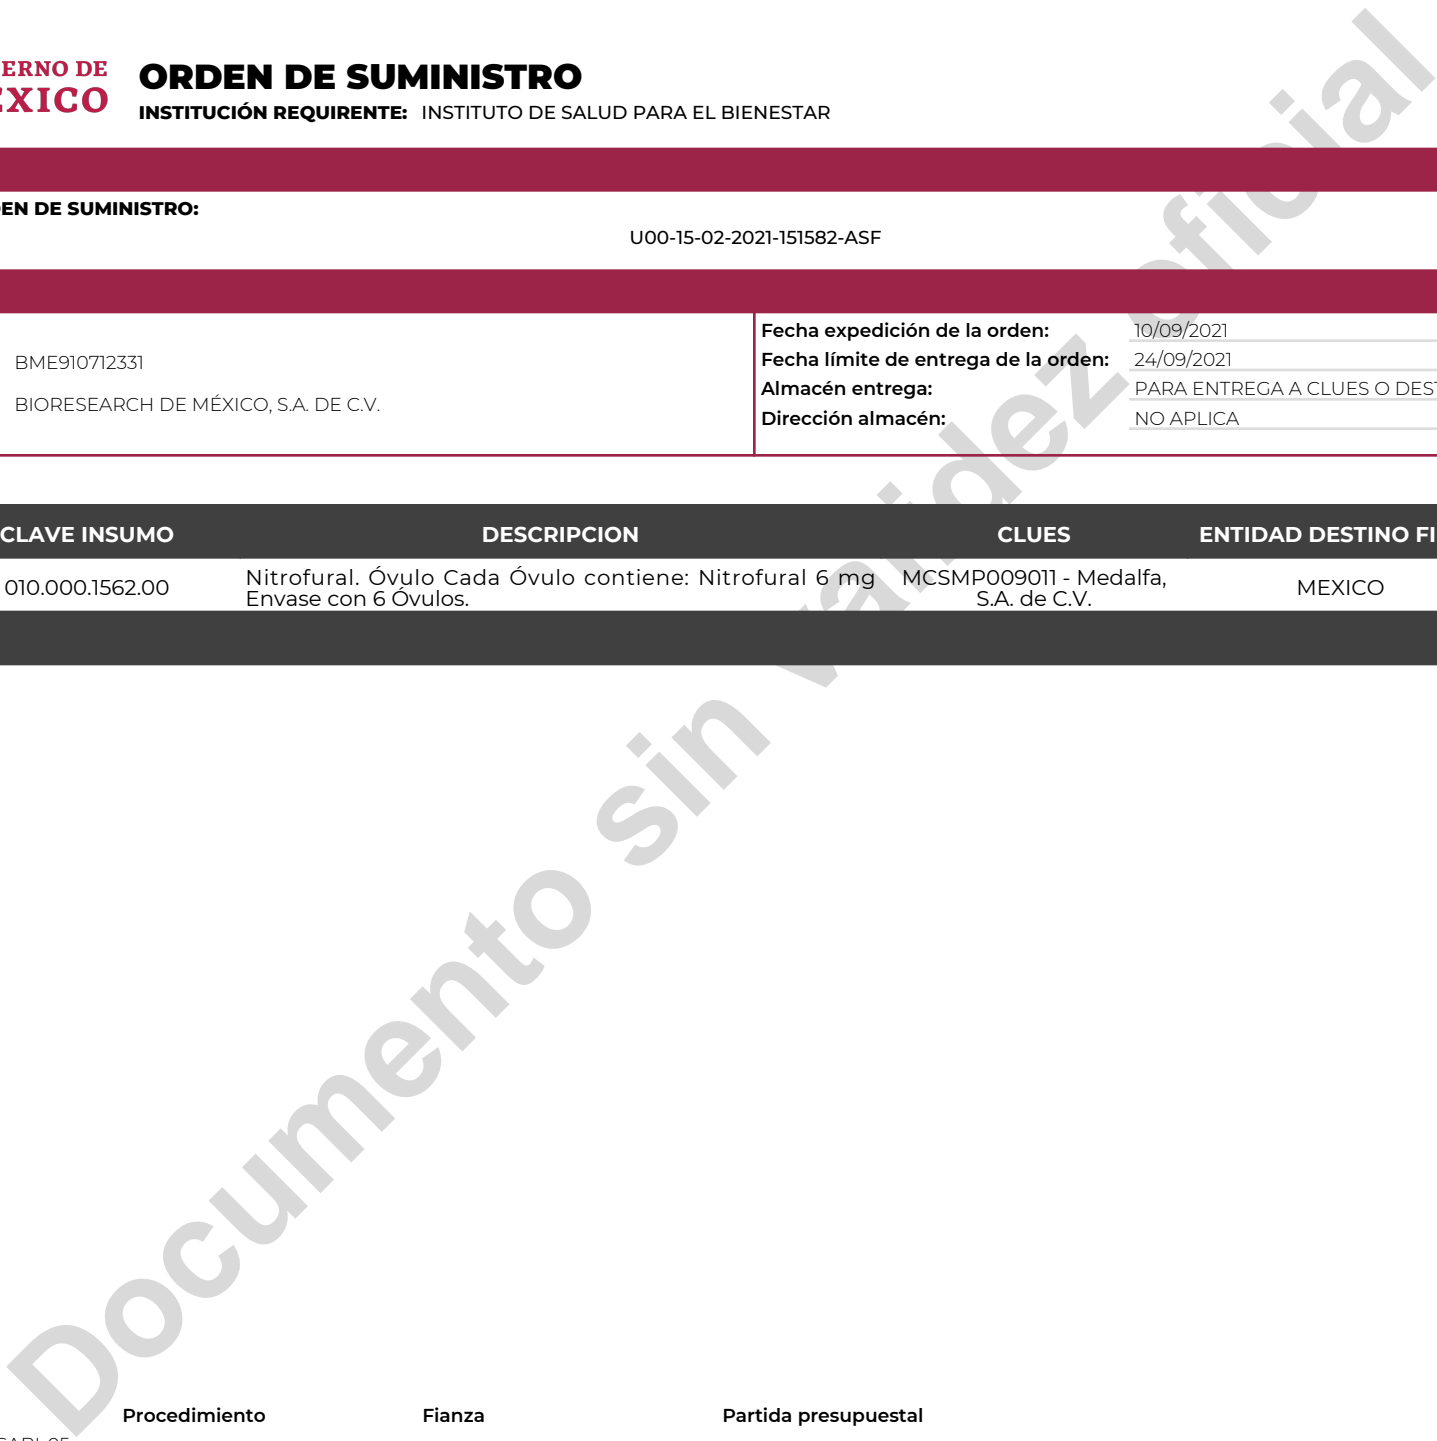 ERNO DE
EXICO
ORDEN DE SUMINISTRO
INSTITUCIÓN REQUIRENTE: INSTITUTO DE SALUD PARA EL BIENESTAR
EN DE SUMINISTRO:
U00-15-02-2021-151582-ASF
BME910712331
BIORESEARCH DE MÉXICO, S.A. DE C.V.
Fecha expedición de la orden: 10/09/2021
Fecha límite de entrega de la orden: 24/09/2021
Almacén entrega: PARA ENTREGA A CLUES O DEST
Dirección almacén: NO APLICA
CLAVE INSUMO DESCRIPCION CLUES ENTIDAD DESTINO FI
010.000.1562.00
Nitrofural. Óvulo Cada Óvulo contiene: Nitrofural 6 mg
Envase con 6 Óvulos.
MCSMP009011 - Medalfa,
S.A. de C.V.
MEXICO
Documento sin validez oficial
Procedimiento Fianza Partida presupuestal